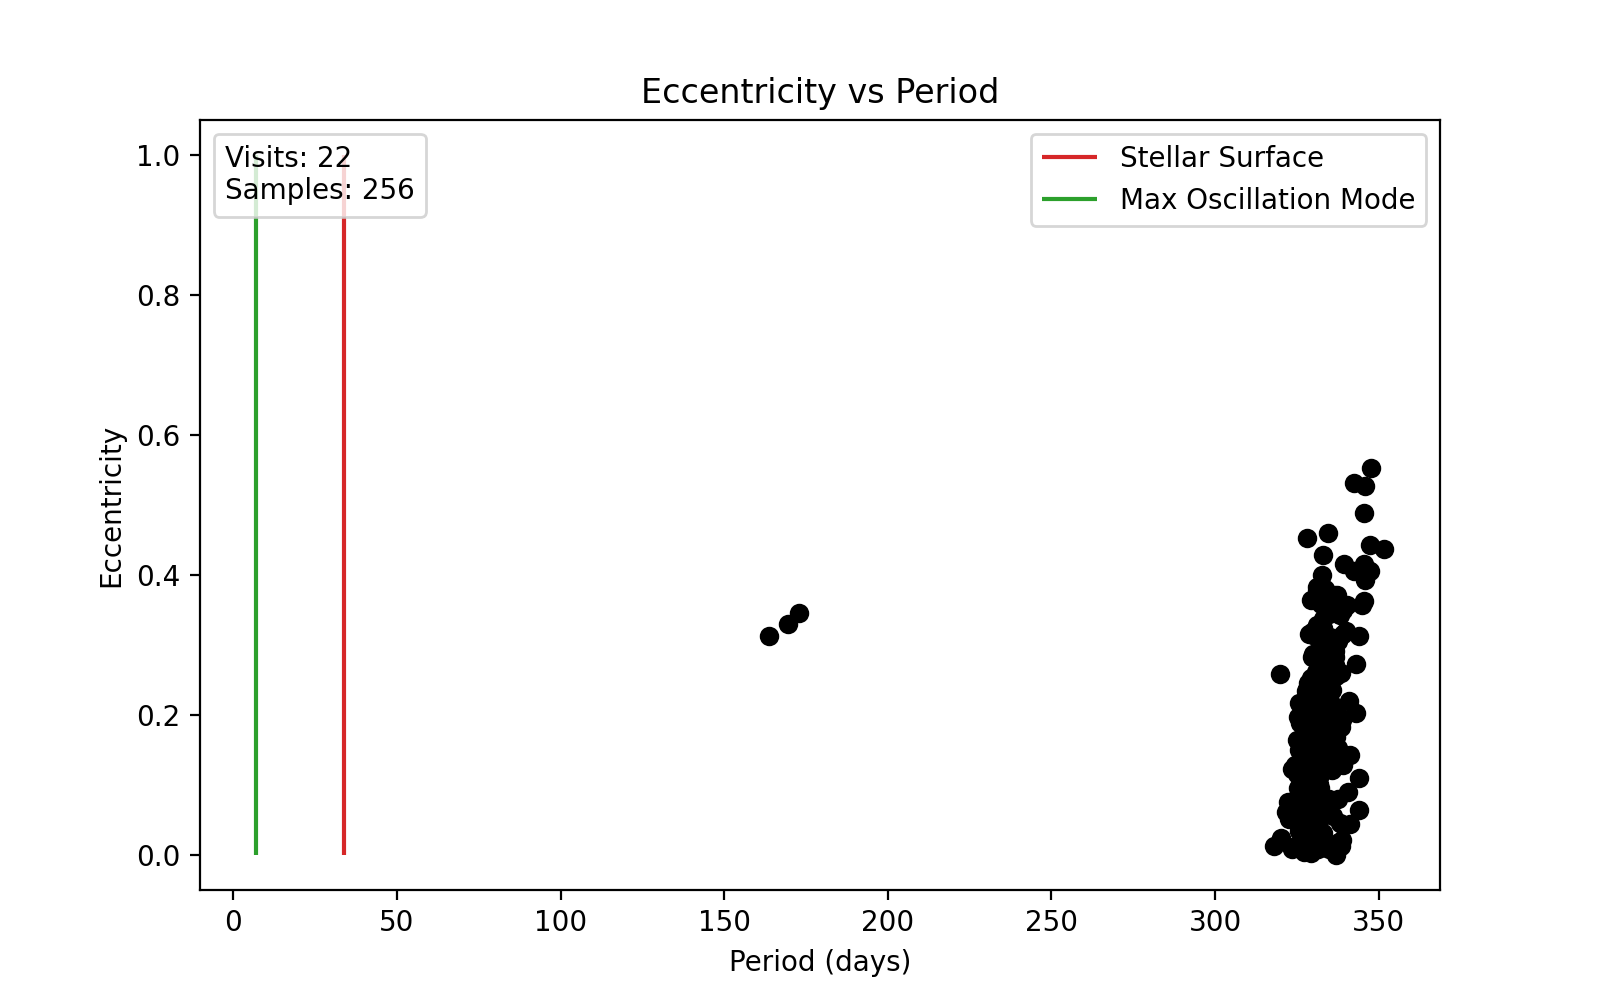 Eccentricity vs Period
Visits: 22
Samples: 256
Stellar Surface
Max Oscillation Mode
1.0
0.8
0.6
0.4
0.2
0.0
Eccentricity
0 50 100 150 200 250 300 350
Period (days)